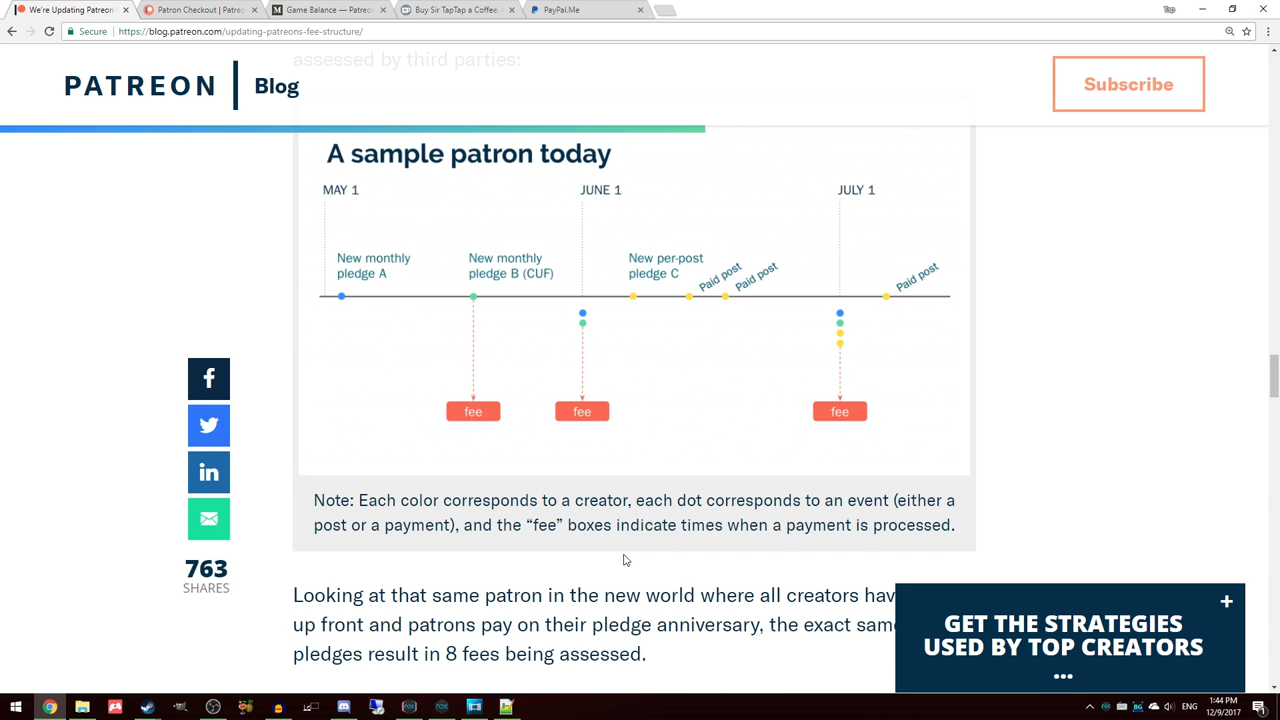 We're Updating Patreon'
Patron Checkout | Patreo
Game Balance — Patreo
Buy Sir TapTap a Coffee.
PayPal.Me
Tap
Secure
https://blog.patreon.com/updating-patreons-fee-structure/
assessed by third parties:
PATREON
Blog
Subscribe
A sample patron today
MAY 1
JUNE 1
JULY 1
New monthly
pledge A
New monthly
pledge B (CUF)
New per-post
pledge C
Paid post
Paid post
Paid post
fee
fee
fee
Note: Each color corresponds to a creator, each dot corresponds to an event (either a
post or a payment), and the “fee” boxes indicate times when a payment is processed.
763
SHARES
Looking at that same patron in the new world where all creators hav
up front and patrons pay on their pledge anniversary, the exact same
pledges result in 8 fees being assessed.
+
GET THE STRATEGIES
USED BY TOP CREATORS
•••
ENG
1:44 PM
12/9/2017